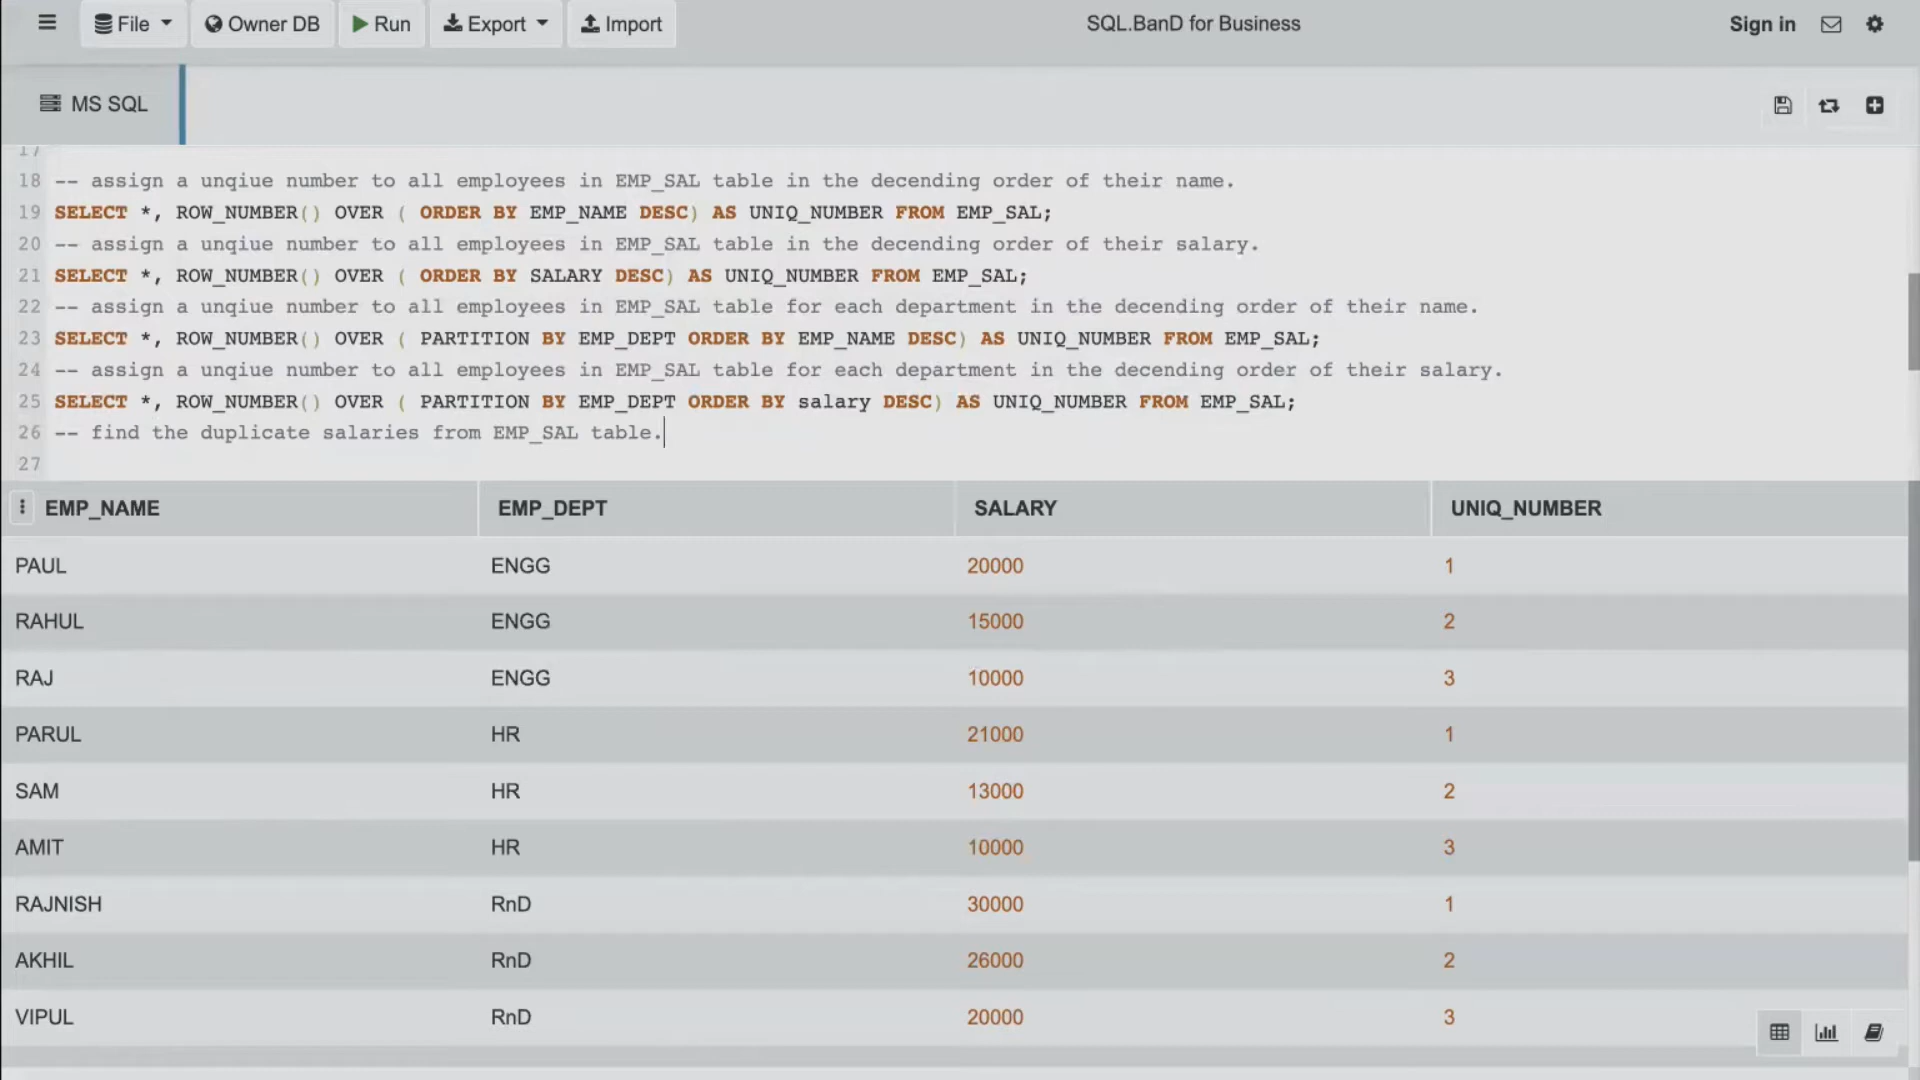 File Owner DB Run Export Import SQL.BanD for Business Sign in
MS SQL
17
18 -- assign a unqiue number to all employees in EMP_SAL table in the decending order of their name.
19 SELECT *, ROW_NUMBER() OVER ( ORDER BY EMP_NAME DESC) AS UNIQ_NUMBER FROM EMP_SAL;
20 -- assign a unqiue number to all employees in EMP_SAL table in the decending order of their salary.
21 SELECT *, ROW_NUMBER() OVER ( ORDER BY SALARY DESC) AS UNIQ_NUMBER FROM EMP_SAL;
22 -- assign a unqiue number to all employees in EMP_SAL table for each department in the decending order of their name.
23 SELECT *, ROW_NUMBER() OVER ( PARTITION BY EMP_DEPT ORDER BY EMP_NAME DESC) AS UNIQ_NUMBER FROM EMP_SAL;
24 -- assign a unqiue number to all employees in EMP_SAL table for each department in the decending order of their salary.
25 SELECT *, ROW_NUMBER() OVER ( PARTITION BY EMP_DEPT ORDER BY salary DESC) AS UNIQ_NUMBER FROM EMP_SAL;
26 -- find the duplicate salaries from EMP_SAL table.
27
EMP_NAME EMP_DEPT SALARY UNIQ_NUMBER
PAUL ENGG 20000 1
RAHUL ENGG 15000 2
RAJ ENGG 10000 3
PARUL HR 21000 1
SAM HR 13000 2
AMIT HR 10000 3
RAJNISH RnD 30000 1
AKHIL RnD 26000 2
VIPUL RnD 20000 3